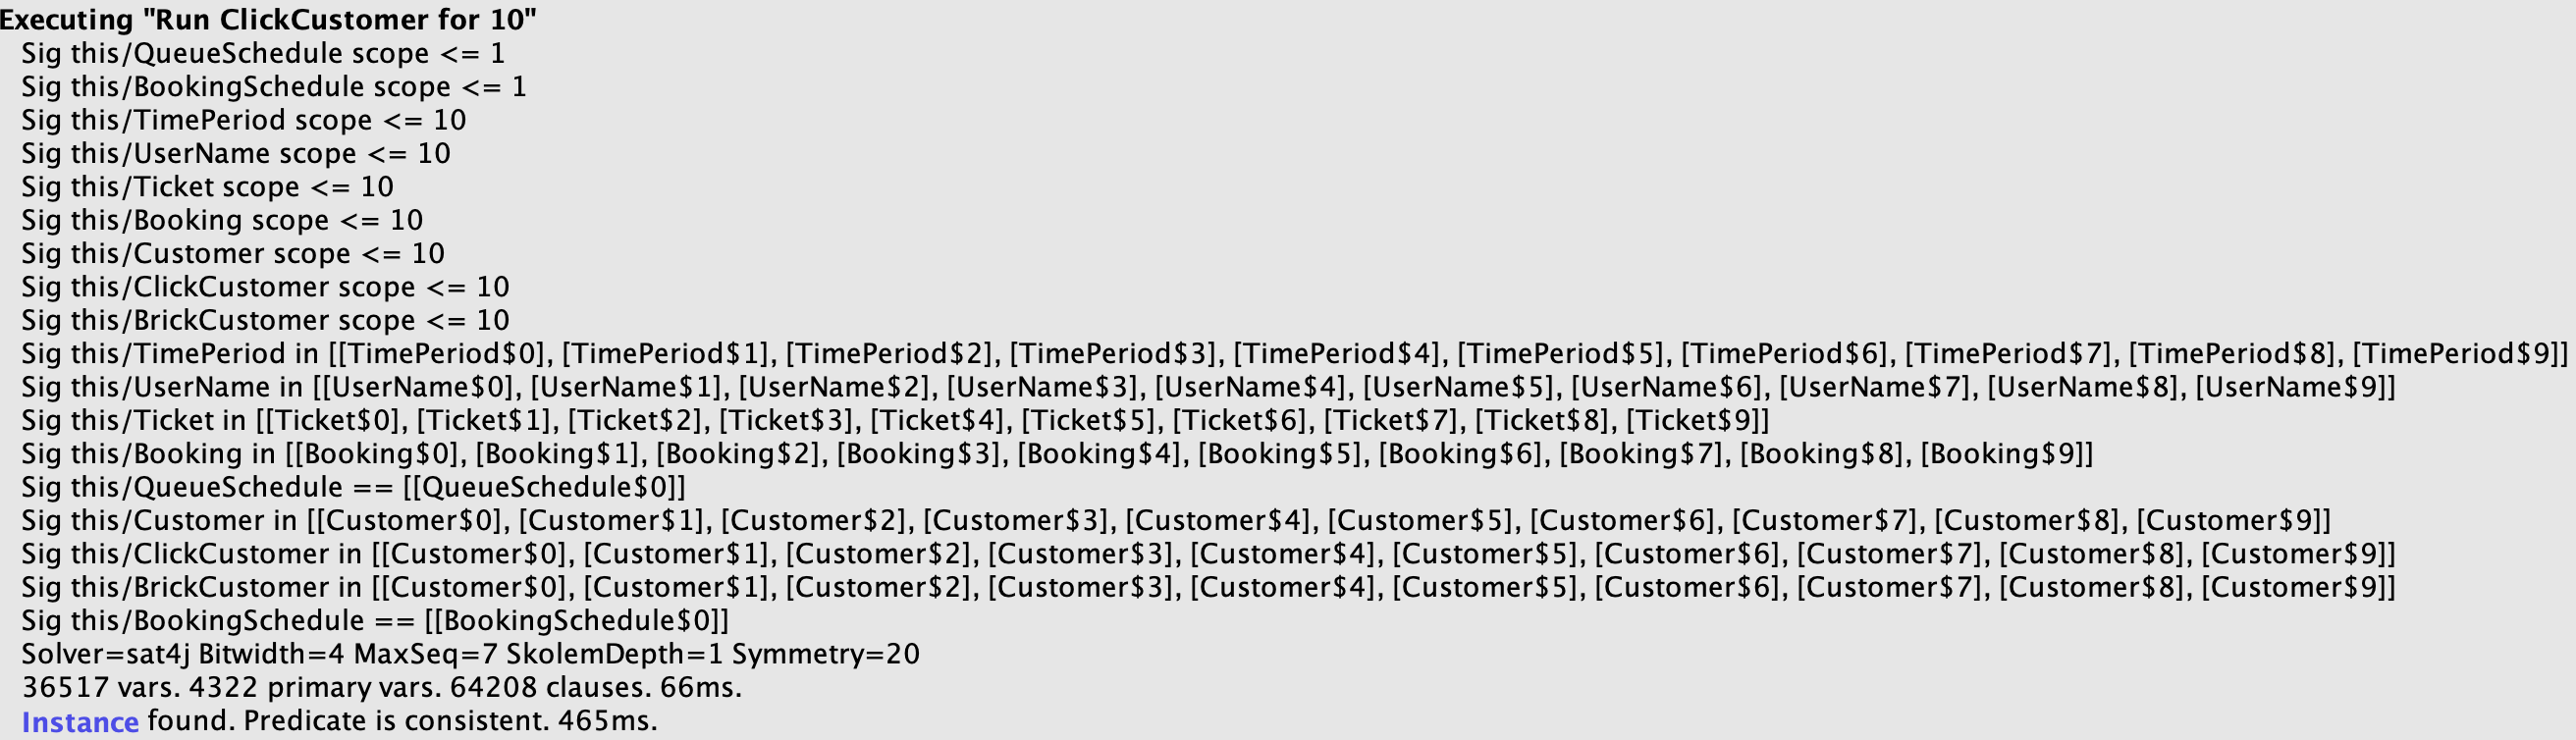 Executing "Run ClickCustomer for 10"
Sig this/QueueSchedule scope <= 1
Sig this/BookingSchedule scope <= 1
Sig this/TimePeriod scope <= 10
Sig this/UserName scope <= 10
Sig this/Ticket scope <= 10
Sig this/Booking scope <= 10
Sig this/Customer scope <= 10
Sig this/ClickCustomer scope <= 10
Sig this/BrickCustomer scope <= 10
Sig this/TimePeriod in [[TimePeriod$0], [TimePeriod$1], [TimePeriod$2], [TimePeriod$3], [TimePeriod$4], [TimePeriod$5], [TimePeriod$6], [TimePeriod$7], [TimePeriod$8], [TimePeriod$9]]
Sig this/UserName in [[UserName$0], [UserName$1], [UserName$2], [UserName$3], [UserName$4], [UserName$5], [UserName$6], [UserName$7], [UserName$8], [UserName$9]]
Sig this/Ticket in [[Ticket$0], [Ticket$1], [Ticket$2], [Ticket$3], [Ticket$4], [Ticket$5], [Ticket$6], [Ticket$7], [Ticket$8], [Ticket$9]]
Sig this/Booking in [[Booking$0], [Booking$1], [Booking$2], [Booking$3], [Booking$4], [Booking$5], [Booking$6], [Booking$7], [Booking$8], [Booking$9]]
Sig this/QueueSchedule == [[QueueSchedule$0]]
Sig this/Customer in [[Customer$0], [Customer$1], [Customer$2], [Customer$3], [Customer$4], [Customer$5], [Customer$6], [Customer$7], [Customer$8], [Customer$9]]
Sig this/ClickCustomer in [[Customer$0], [Customer$1], [Customer$2], [Customer$3], [Customer$4], [Customer$5], [Customer$6], [Customer$7], [Customer$8], [Customer$9]]
Sig this/BrickCustomer in [[Customer$0], [Customer$1], [Customer$2], [Customer$3], [Customer$4], [Customer$5], [Customer$6], [Customer$7], [Customer$8], [Customer$9]]
Sig this/BookingSchedule == [[BookingSchedule$0]]
Solver=sat4j Bitwidth=4 MaxSeq=7 SkolemDepth=1 Symmetry=20
36517 vars. 4322 primary vars. 64208 clauses. 66ms.
Instance found. Predicate is consistent. 465ms.